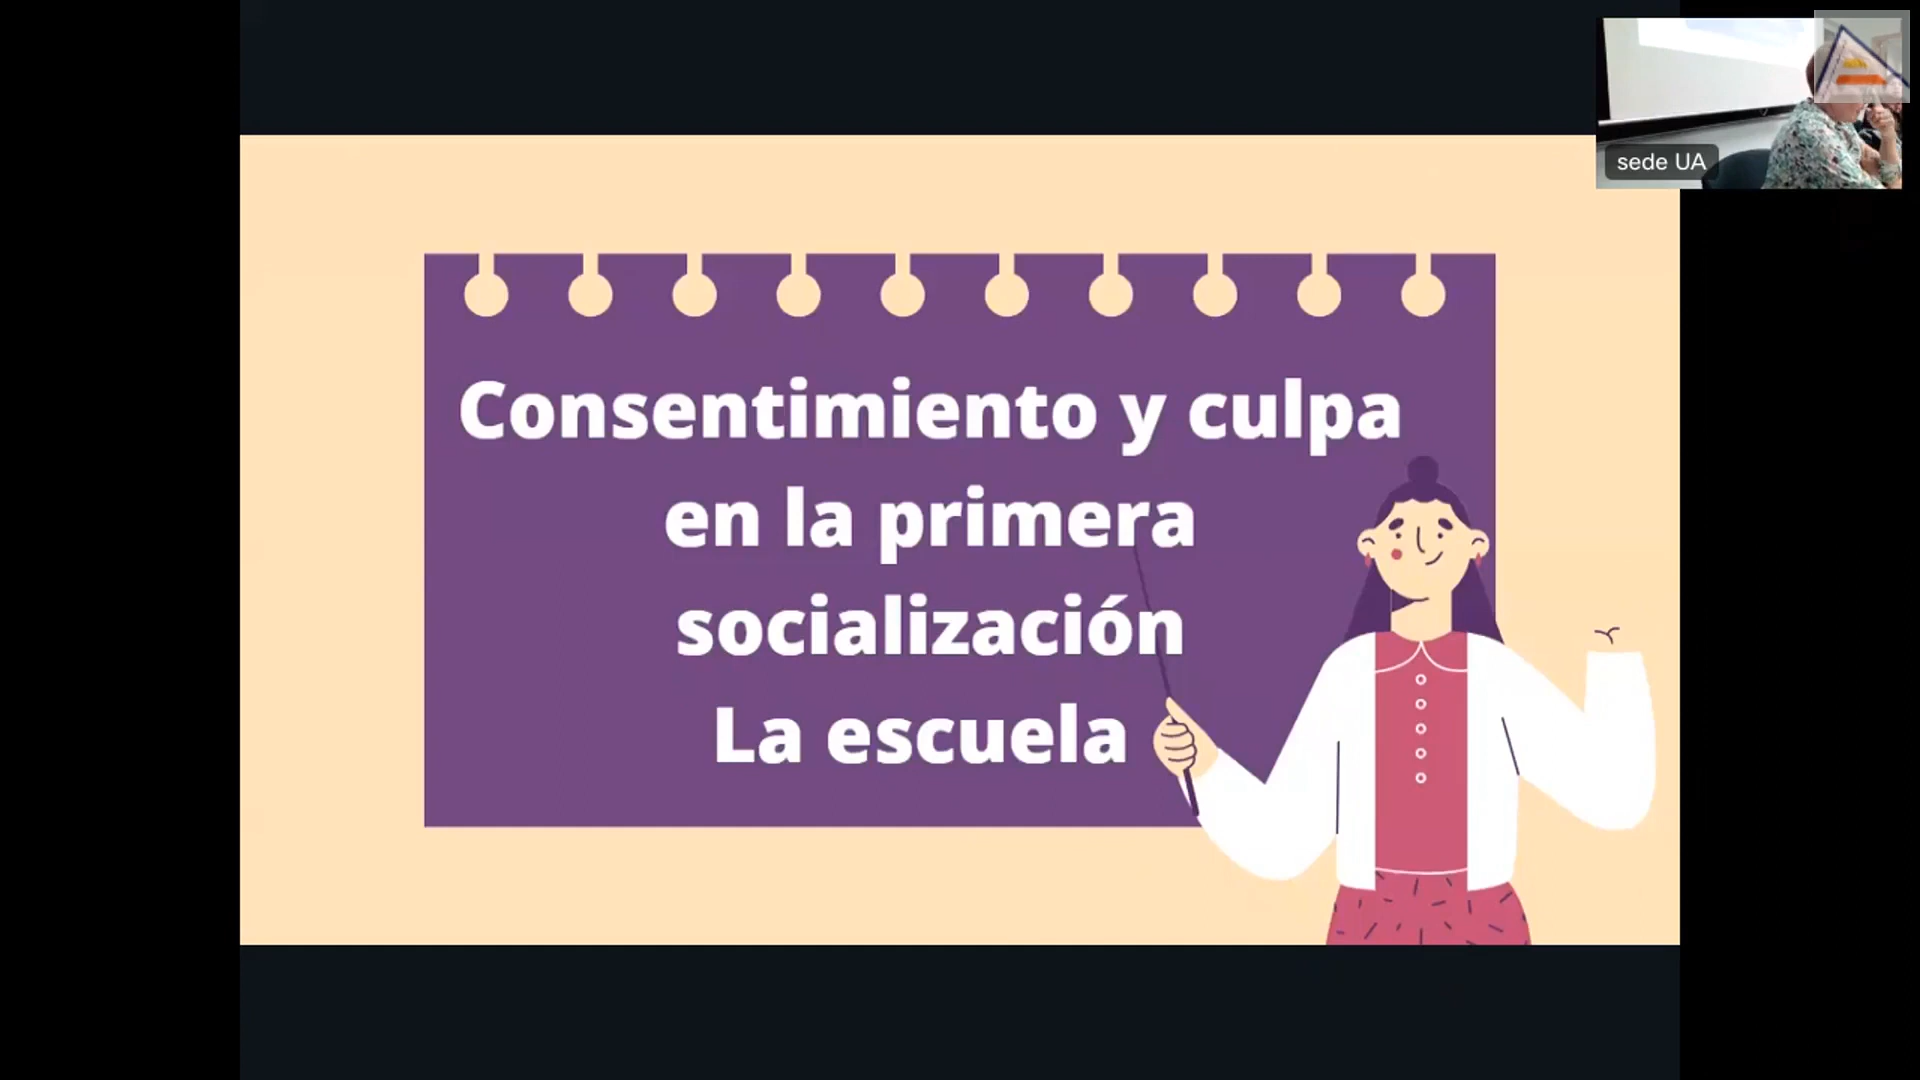 Consentimiento y culpa
en la primera
socialización
La escuela
sede UA